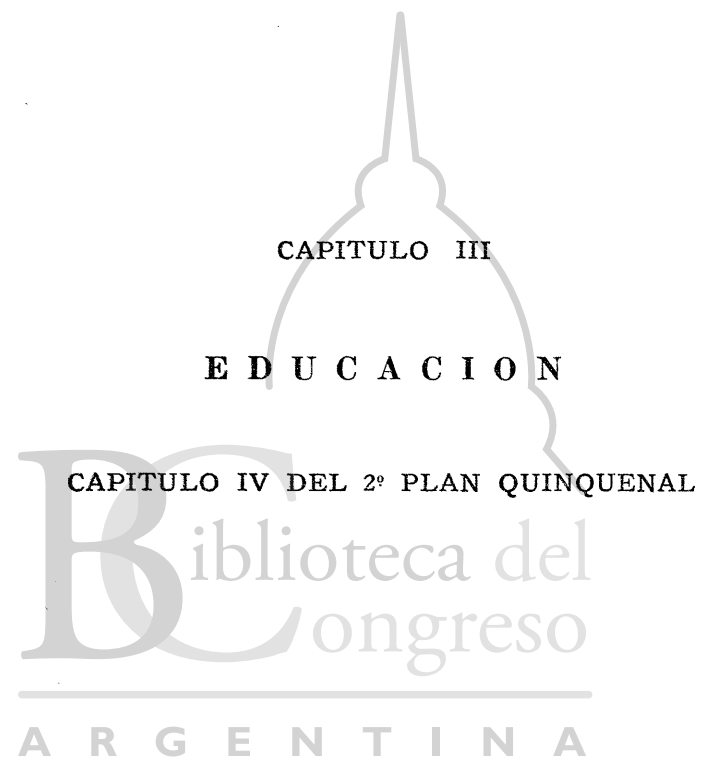 CAPITULO III
EDUCACION
CAPITULO IV DEL 2º PLAN QUINQUENAL
Biblioteca del
Congreso
ARGENTINA